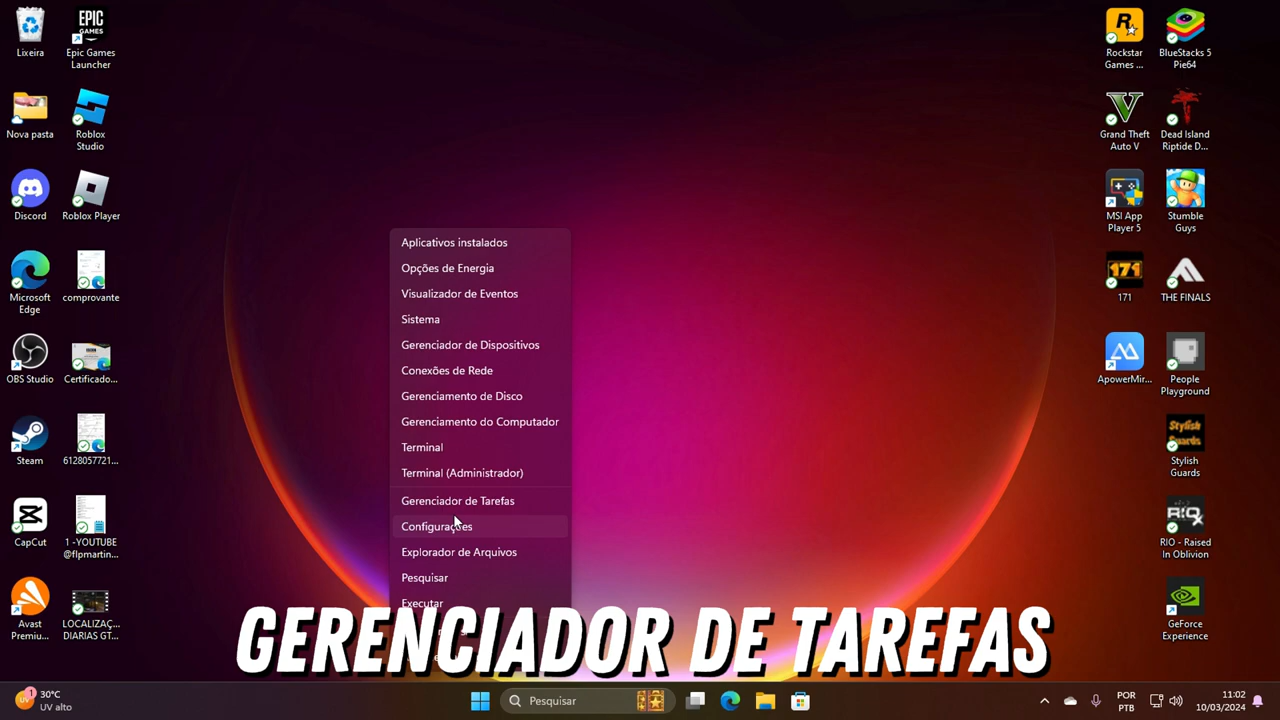 Lixeira
Epic Games
Launcher
Nova pasta
Roblox
Studio
Discord
Roblox Player
Microsoft
Edge
comprovante
OBS Studio
Certificado...
Steam
6128057721...
CapCut
1 -YOUTUBE
@flpmartin...
Avast
Premiu...
LOCALIZAÇ...
DIARIAS GT...
Rockstar
Games ...
BlueStacks 5
Pie64
Grand Theft
Auto V
Dead Island
Riptide D...
MSI App
Player 5
Stumble
Guys
171
THE FINALS
ApowerMir...
People
Playground
Stylish
Guards
RIO - Raised
In Oblivion
GeForce
Experience
Aplicativos instalados
Opções de Energia
Visualizador de Eventos
Sistema
Gerenciador de Dispositivos
Conexões de Rede
Gerenciamento de Disco
Gerenciamento do Computador
Terminal
Terminal (Administrador)
Gerenciador de Tarefas
Configurações
Explorador de Arquivos
Pesquisar
Executar
GERENCIADOR DE TAREFAS
1
30°C
UV alto
Pesquisar
POR
PTB
11:02
10/03/2024